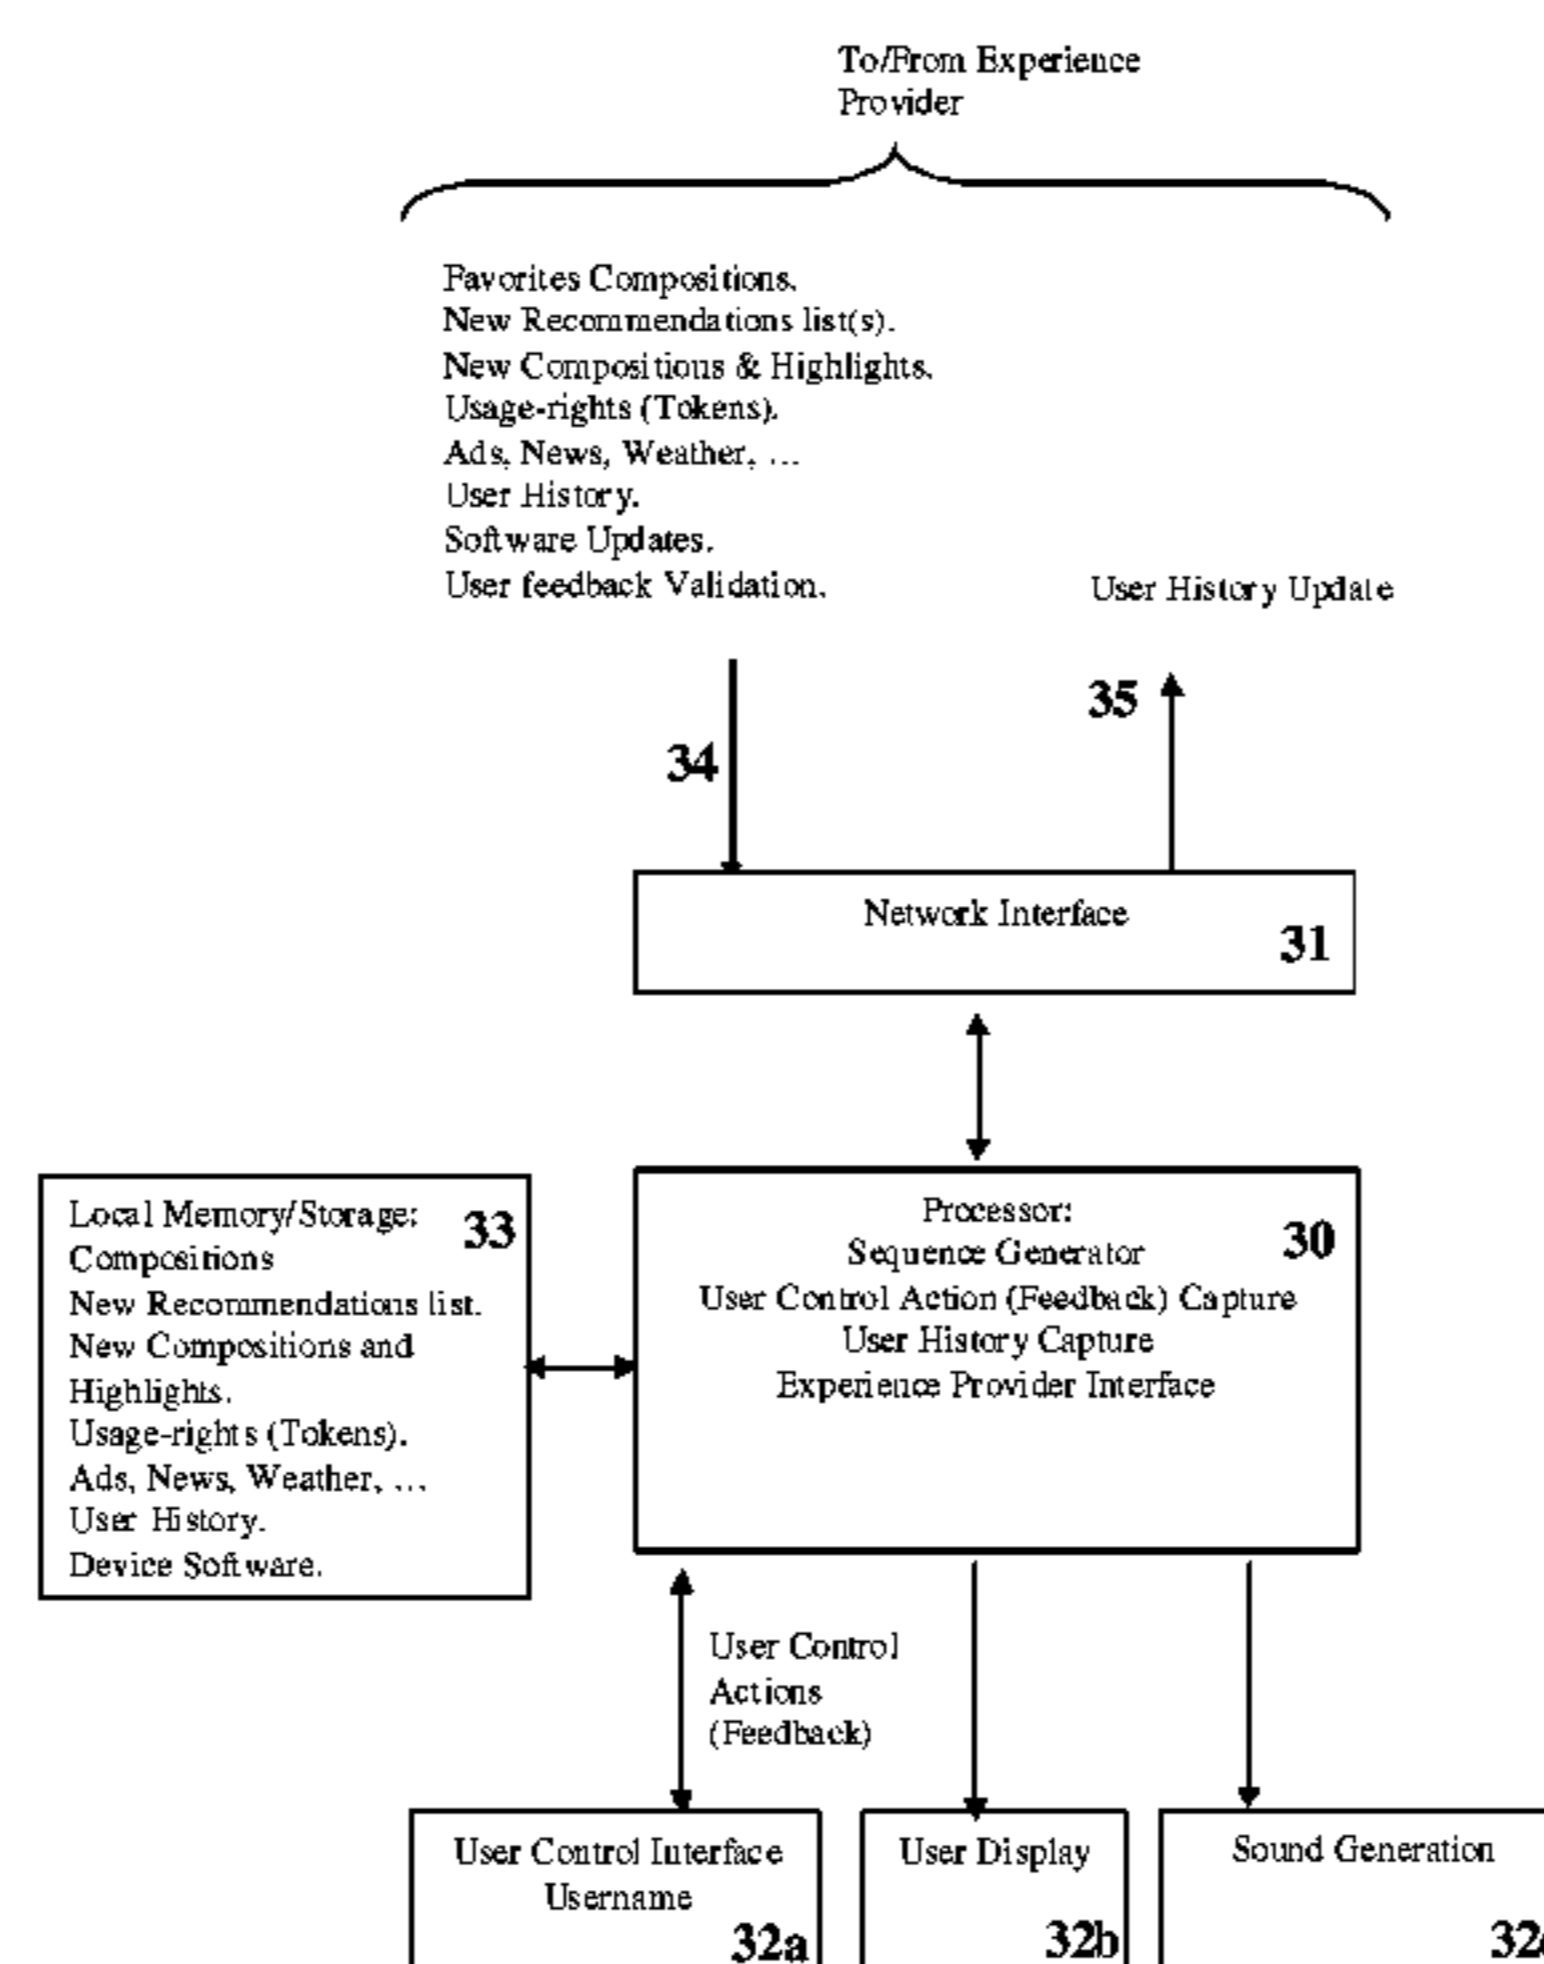 To/From Experience
Provider
Favorites Compositions.
New Recommendations list(s).
New Compositious & Highlights.
Usage-rights (Tokens).
Ads, News, Weather, ...
User History.
Software Updates.
User feedback Validation.
User History Update
35
34
Network Interface
31
Local Memory/Storage:
33
Compositions
New Recommendations list.
New Compositions and
Highlights.
Usage-rights (Tokens).
Ads, News, Weather, ...
User History.
Device Software.
Processor:
Sequence Generator
30
User Control Action (Feedback) Capture
User History Capture
Experience Provider Interface
User Control
Actions
(Feedback)
User Control Interface
Username
32a
User Display
32b
Sound Generation